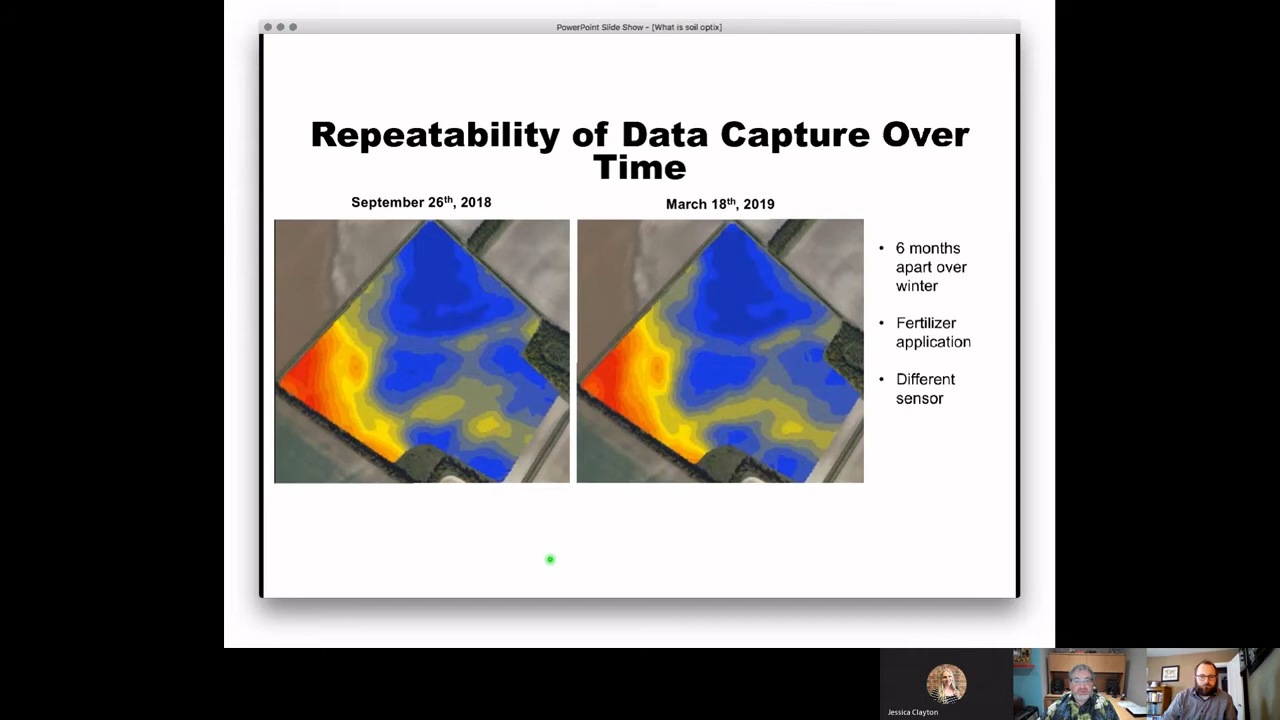 PowerPoint Slide Show - [What is soil optix]
Repeatability of Data Capture Over
Time
September 26th, 2018
March 18th, 2019
• 6 months
apart over
winter
• Fertilizer
application
• Different
sensor
Jessica Clayton